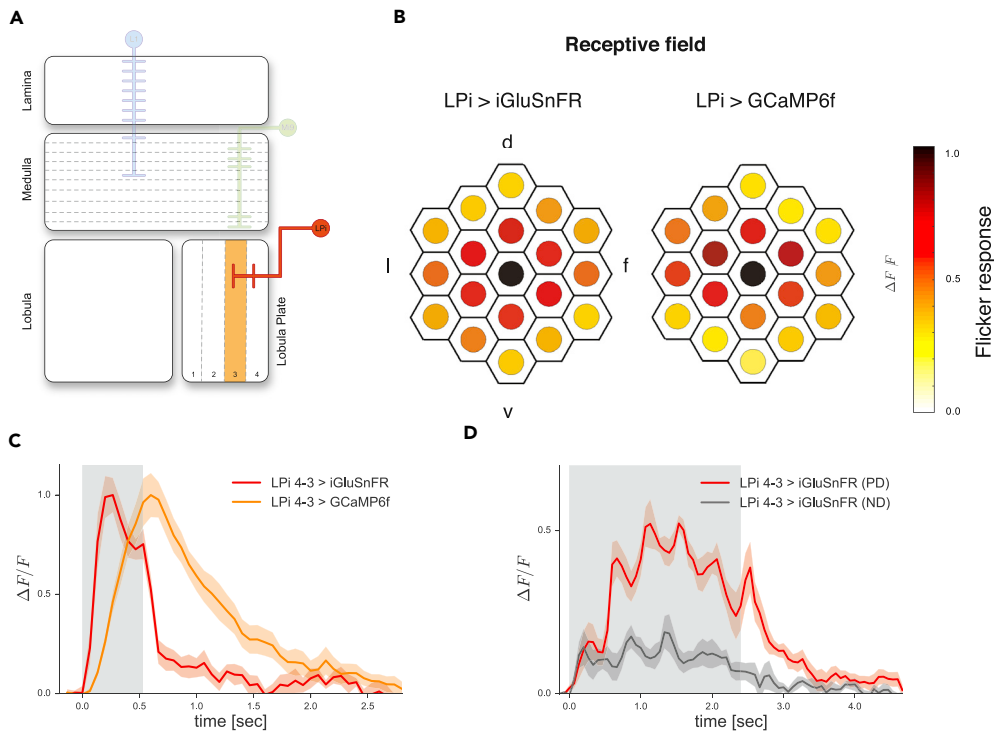 A
Lamina
Medulla
Lobula
Lobula Plate
LPi
1 2 3 4
B
Receptive field
LPi > iGluSnFR
LPi > GCaMP6f
d
l
f
v
1.0
0.5
0.0
ΔF/F
Flicker response
C
LPi 4-3 > iGluSnFR
LPi 4-3 > GCaMP6f
1.0
0.0
ΔF/F
0.0 0.5 1.0 1.5 2.0 2.5
time [sec]
D
LPi 4-3 > iGluSnFR (PD)
LPi 4-3 > iGluSnFR (ND)
0.5
0.0
ΔF/F
0.0 1.0 2.0 3.0 4.0
time [sec]